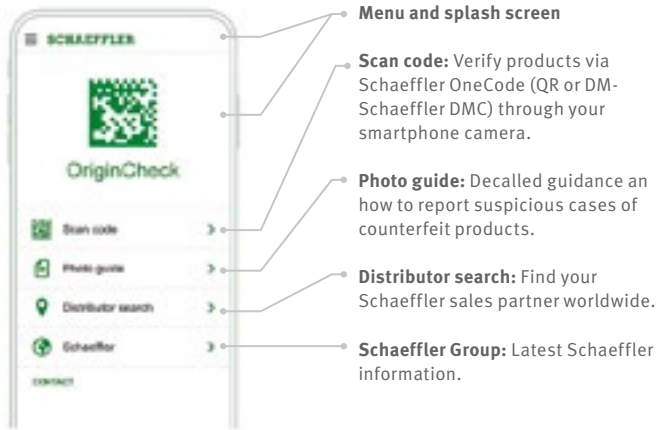 SCHAEFFLER
OriginCheck
Scan code
Photo guide
Distributor search
Schaeffler
CONTACT
Menu and splash screen
Scan code: Verify products via
Schaeffler OneCode (QR or DM-
Schaeffler DMC) through your
smartphone camera.
Photo guide: Decalled guidance an
how to report suspicious cases of
counterfeit products.
Distributor search: Find your
Schaeffler sales partner worldwide.
Schaeffler Group: Latest Schaeffler
information.